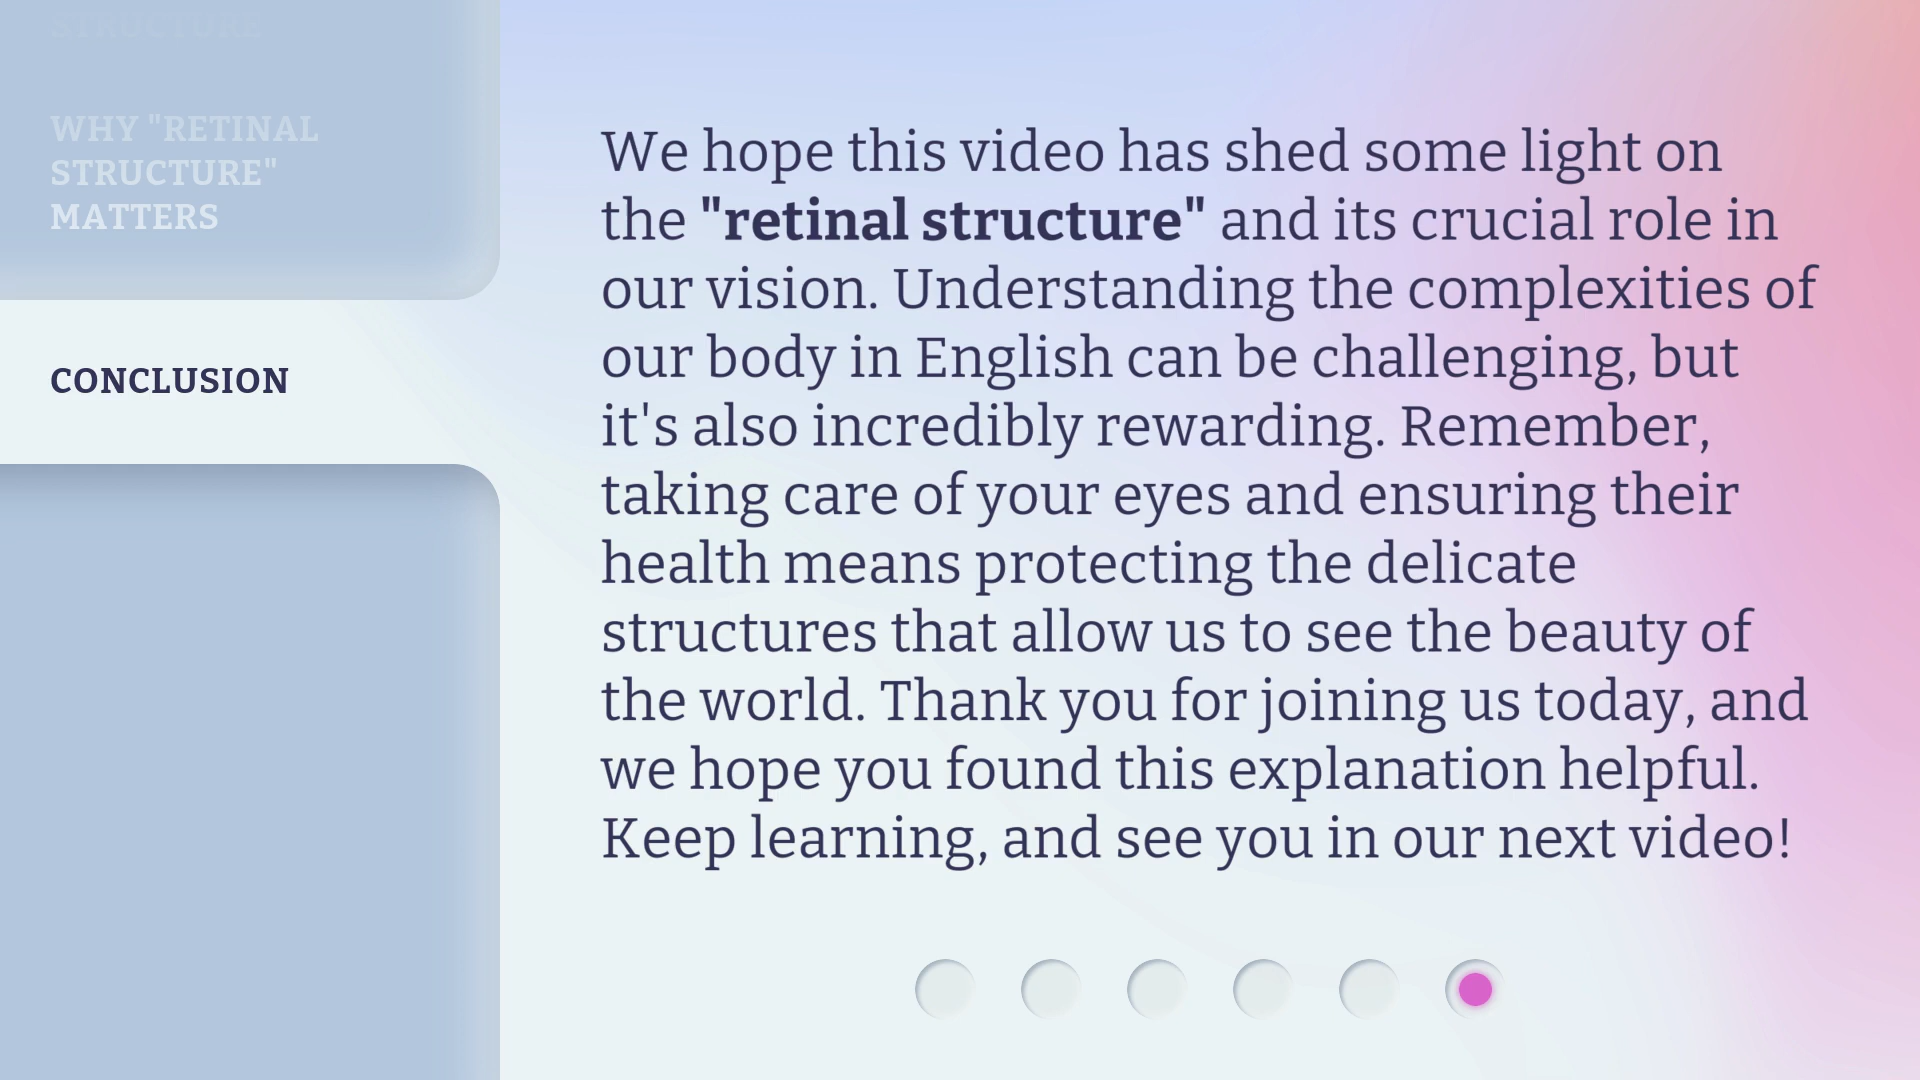 STRUCTURE
WHY "RETINAL
STRUCTURE"
MATTERS
CONCLUSION
We hope this video has shed some light on
the "retinal structure" and its crucial role in
our vision. Understanding the complexities of
our body in English can be challenging, but
it's also incredibly rewarding. Remember,
taking care of your eyes and ensuring their
health means protecting the delicate
structures that allow us to see the beauty of
the world. Thank you for joining us today, and
we hope you found this explanation helpful.
Keep learning, and see you in our next video!